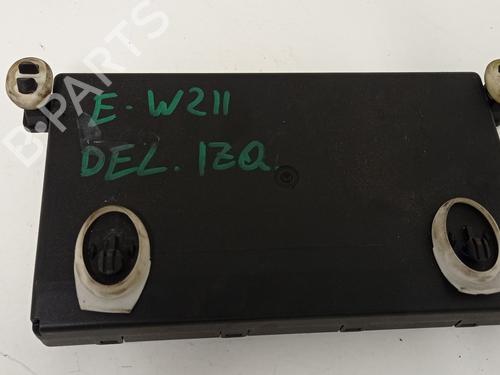 B-PARTS
E-W211
DEL. IZQ.